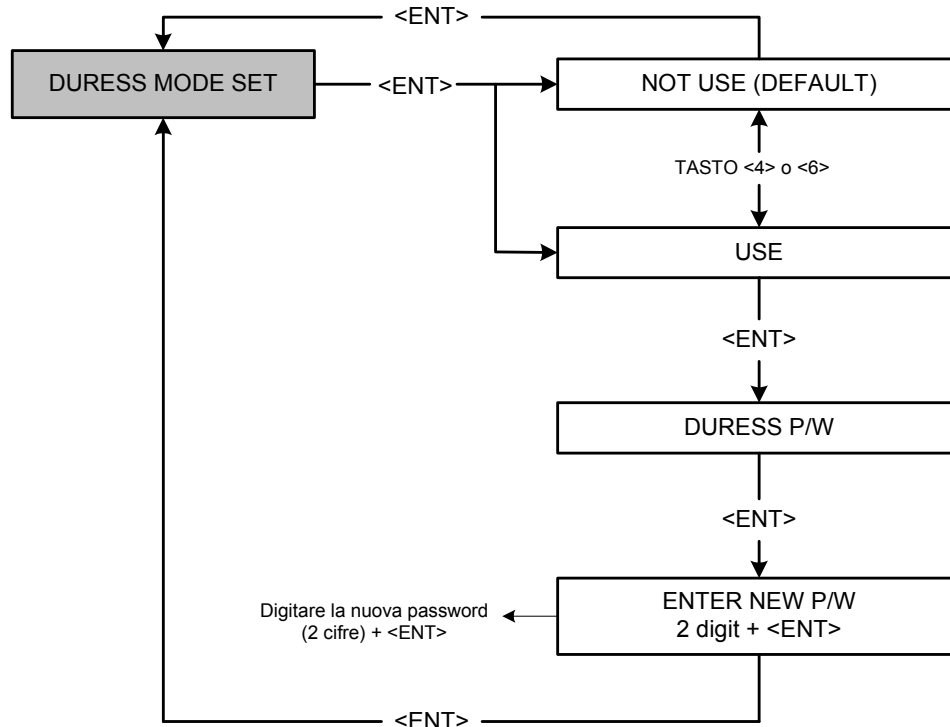 <ENT>
DURESS MODE SET
<ENT>
NOT USE (DEFAULT)
TASTO <4> o <6>
USE
<ENT>
DURESS P/W
<ENT>
ENTER NEW P/W
2 digit + <ENT>
Digitare la nuova password
(2 cifre) + <ENT>
<ENT>